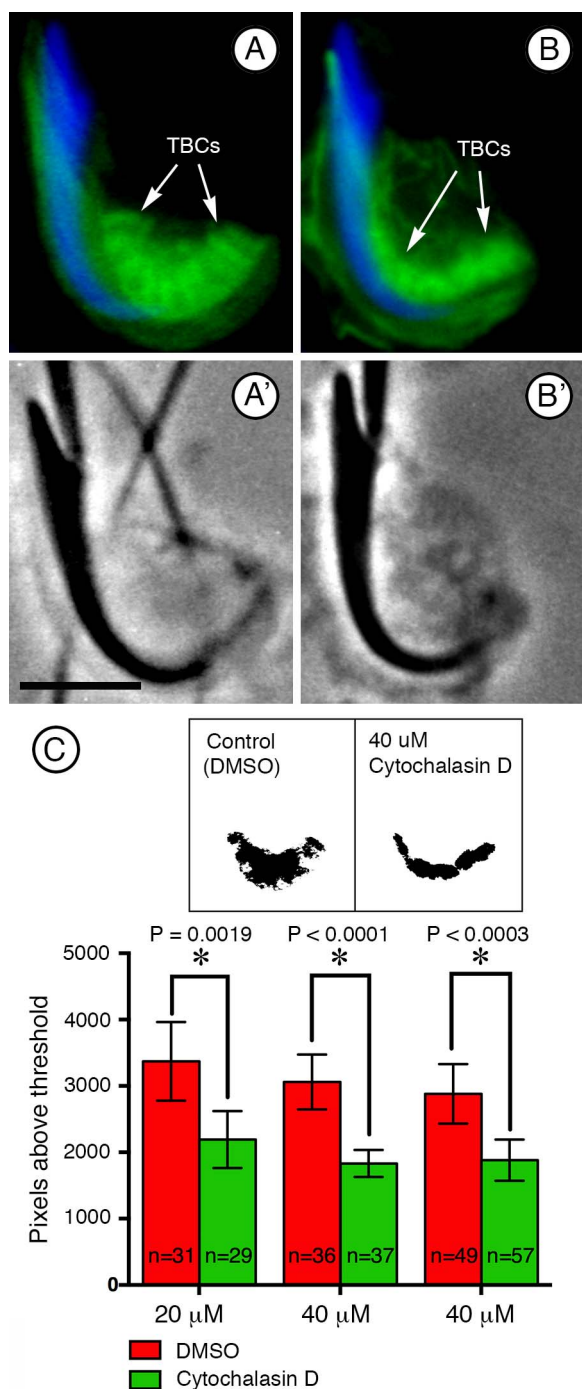 A
B
TBCs
TBCs
A'
B'
C
Control
(DMSO)
40 uM
Cytochalasin D
P = 0.0019
P < 0.0001
P < 0.0003
*
*
*
5000
4000
3000
2000
1000
0
Pixels above threshold
n=31
n=29
n=36
n=37
n=49
n=57
20 μM
40 μM
40 μM
DMSO
Cytochalasin D